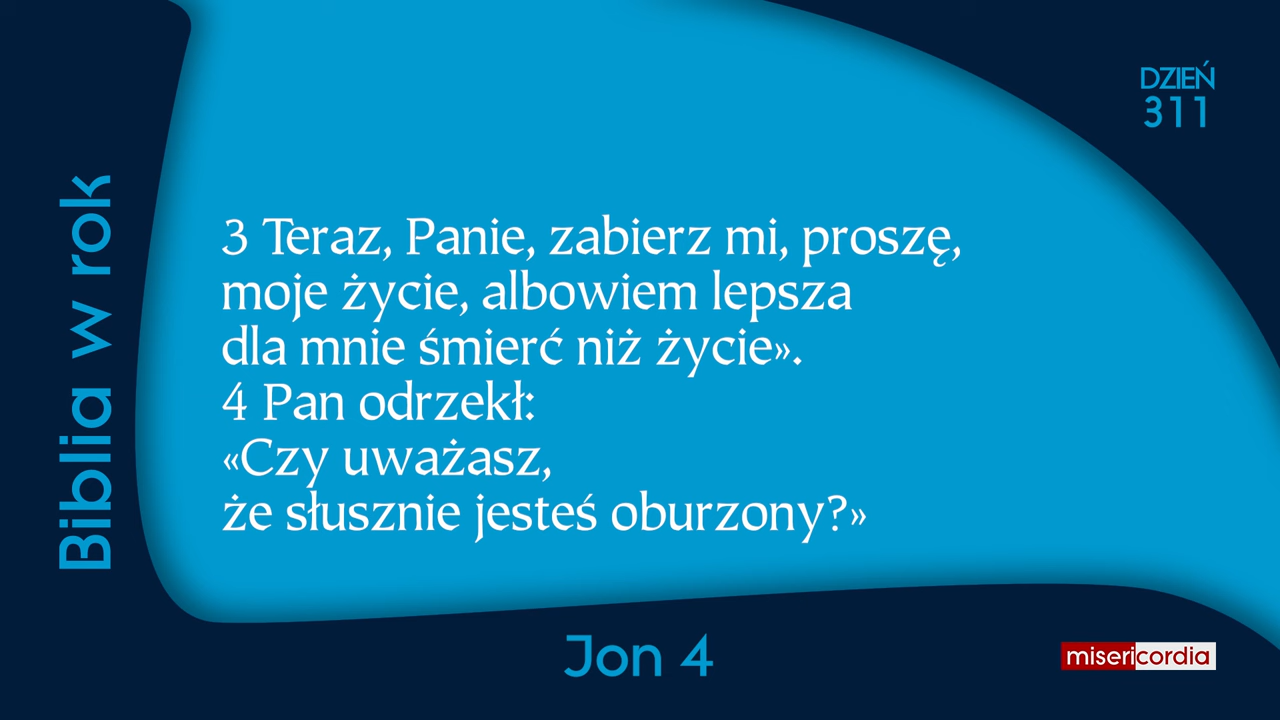 DZIEŃ
311
Biblia w rok
3 Teraz, Panie, zabierz mi, proszę,
moje życie, albowiem lepsza
dla mnie śmierć niż życie».
4 Pan odrzekł:
«Czy uważasz,
że słusznie jesteś oburzony?»
Jon 4
misericordia